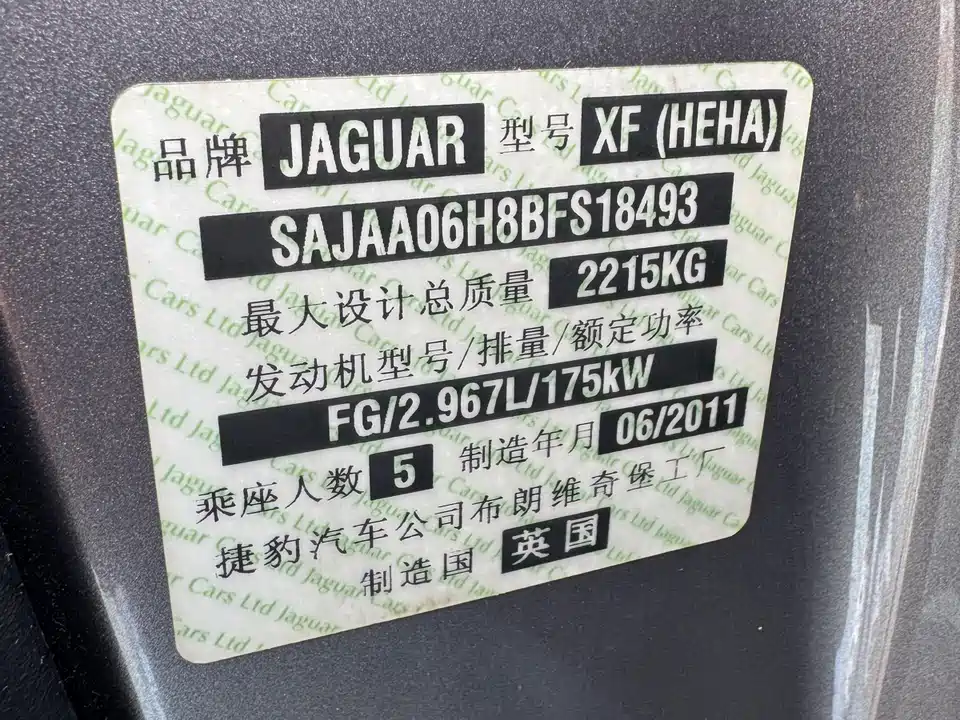 品牌 JAGUAR 型号 XF (HEHA)
SAJAA06H8BFS18493
最大设计总质量 2215KG
发动机型号/排量/额定功率
FG/2.967L/175kW
乘座人数 5 制造年月 06/2011
捷豹汽车公司布朗维奇堡工厂
制造国 英国